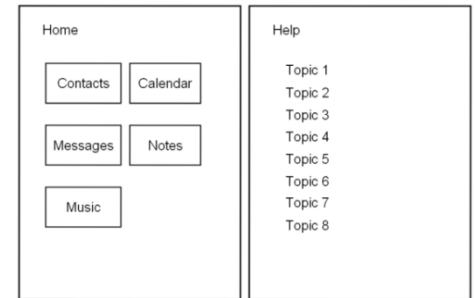 Home
Contacts Calendar
Messages Notes
Music
Help
Topic 1
Topic 2
Topic 3
Topic 4
Topic 5
Topic 6
Topic 7
Topic 8